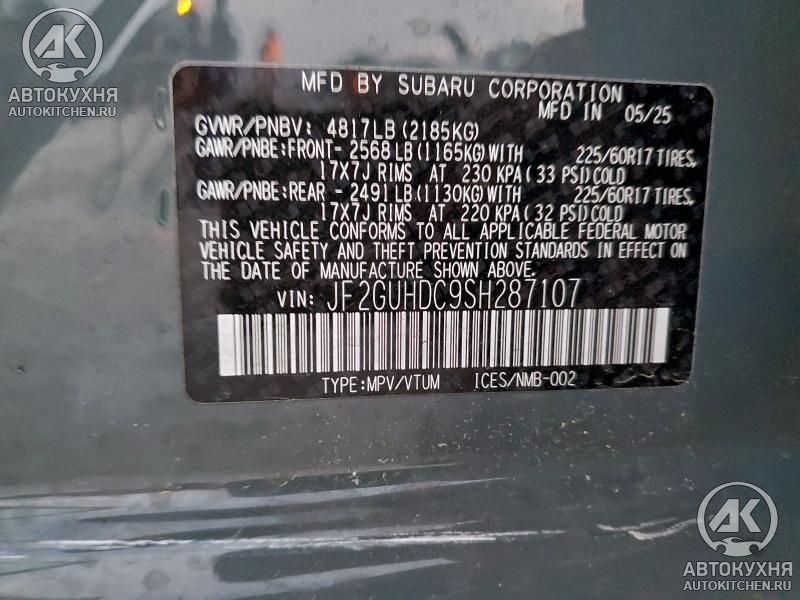 АК
АВТОКУХНЯ
AUTOKITCHEN.RU
MFD BY SUBARU CORPORATION
MFD IN 05/25
GVWR/PNBV: 4817LB (2185KG)
GAWR/PNBE:FRONT- 2568 LB (1165KG) WITH 225/60R17 TIRES,
17X7J RIMS AT 230 KPA (33 PSI) COLD
GAWR/PNBE:REAR - 2491 LB (1130KG) WITH 225/60R17 TIRES,
17X7J RIMS AT 220 KPA (32 PSI) COLD
THIS VEHICLE CONFORMS TO ALL APPLICABLE FEDERAL MOTOR
VEHICLE SAFETY AND THEFT PREVENTION STANDARDS IN EFFECT ON
THE DATE OF MANUFACTURE SHOWN ABOVE.
VIN: JF2GUHDC9SH287107
TYPE:MPV/VTUM ICES/NMB-002
АК
АВТОКУХНЯ
AUTOKITCHEN.RU